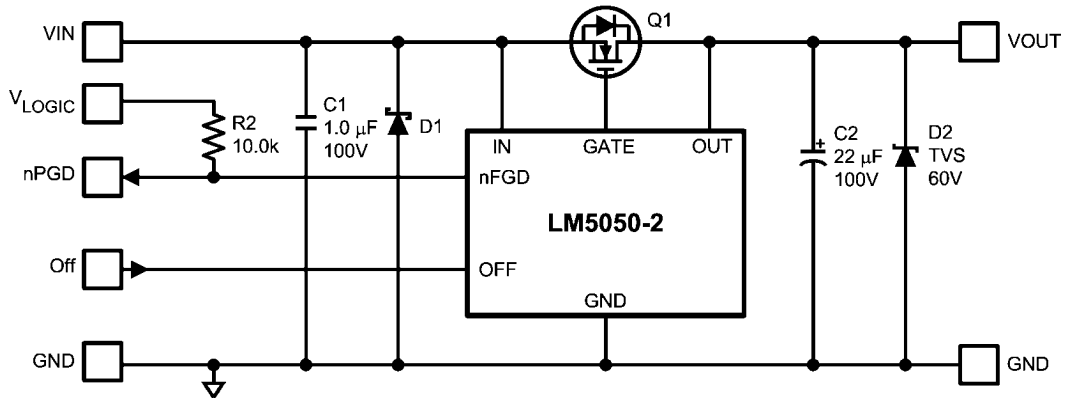 Q1
VIN
VOUT
VLOGIC
R2
10.0k
C1
1.0 μF
100V
D1
IN
GATE
OUT
C2
22 μF
100V
+
D2
TVS
60V
nPGD
nFGD
LM5050-2
Off
OFF
GND
GND
GND